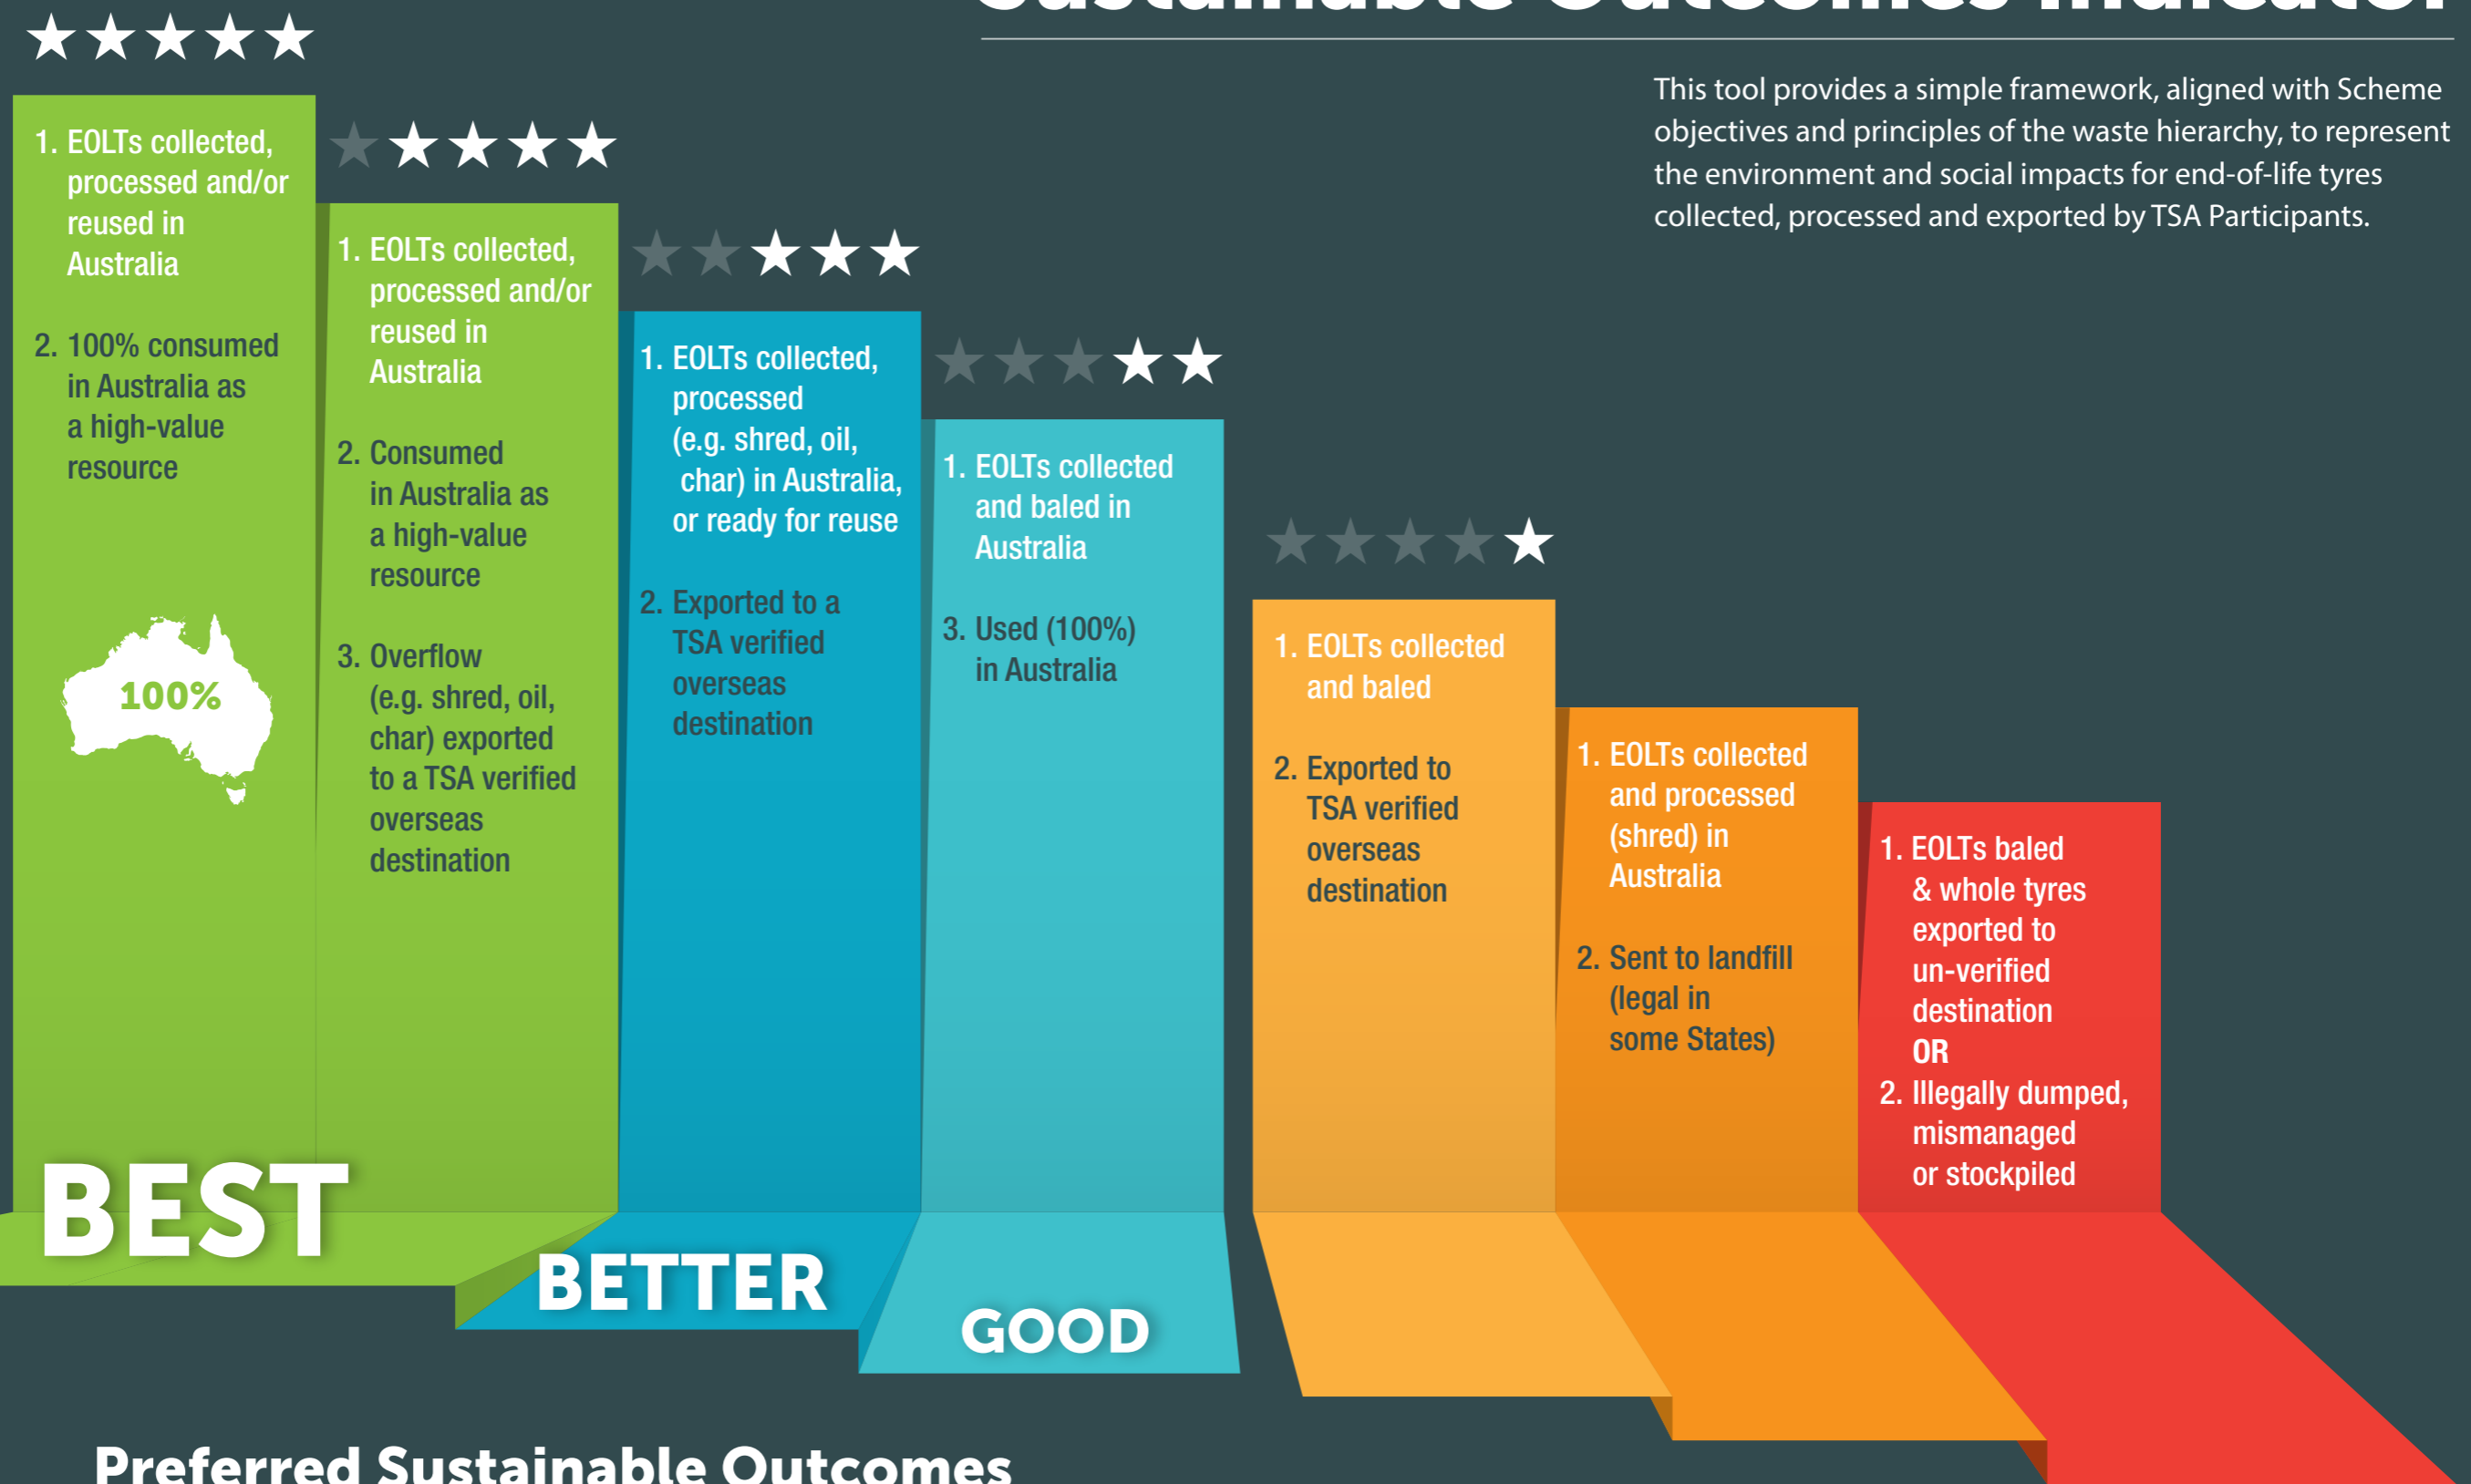 Sustainable Outcomes Indicator
This tool provides a simple framework, aligned with Scheme
objectives and principles of the waste hierarchy, to represent
the environment and social impacts for end-of-life tyres
collected, processed and exported by TSA Participants.
1. EOLTs collected,
processed and/or
reused in
Australia
2. 100% consumed
in Australia as
a high-value
resource
100%
1. EOLTs collected,
processed and/or
reused in
Australia
2. Consumed
in Australia as
a high-value
resource
3. Overflow
(e.g. shred, oil,
char) exported
to a TSA verified
overseas
destination
1. EOLTs collected,
processed
(e.g. shred, oil,
char) in Australia,
or ready for reuse
2. Exported to a
TSA verified
overseas
destination
1. EOLTs collected
and baled in
Australia
3. Used (100%)
in Australia
1. EOLTs collected
and baled
2. Exported to
TSA verified
overseas
destination
1. EOLTs collected
and processed
(shred) in
Australia
2. Sent to landfill
(legal in
some States)
1. EOLTs baled
& whole tyres
exported to
un-verified
destination
OR
2. Illegally dumped,
mismanaged
or stockpiled
BEST
BETTER
GOOD
Preferred Sustainable Outcomes